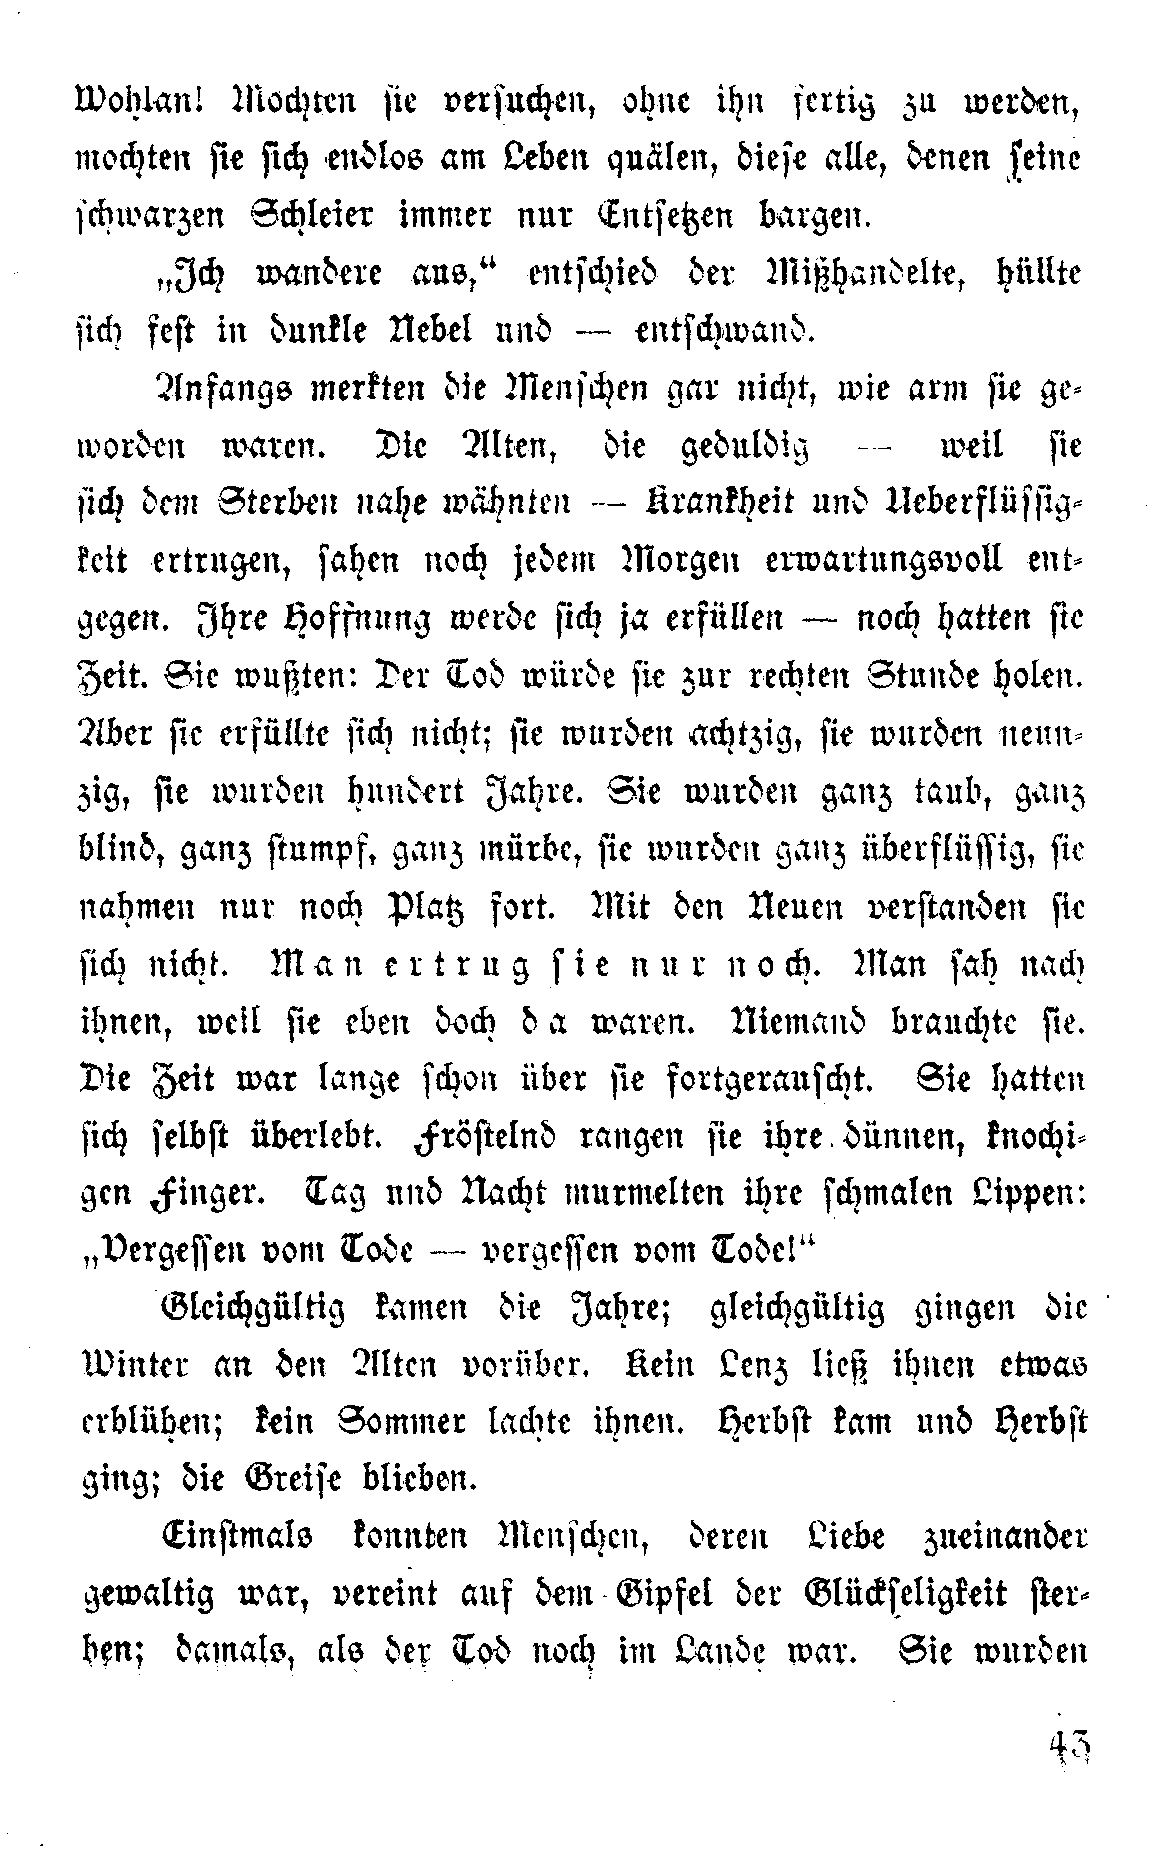 Wohlan! Mochten sie versuchen, ohne ihn fertig zu werden,
mochten sie sich endlos am Leben quälen, diese alle, denen seine
schwarzen Schleier immer nur Entsetzen bargen.
„Ich wandere aus,“ entschied der Mißhandelte, hüllte
sich fest in dunkle Nebel und — entschwand.
Anfangs merkten die Menschen gar nicht, wie arm sie ge-
worden waren. Die Alten, die geduldig — weil sie
sich dem Sterben nahe wähnten — Krankheit und Ueberflüssig-
keit ertrugen, sahen noch jedem Morgen erwartungsvoll ent-
gegen. Ihre Hoffnung werde sich ja erfüllen — noch hatten sie
Zeit. Sie wußten: Der Tod würde sie zur rechten Stunde holen.
Aber sie erfüllte sich nicht; sie wurden achtzig, sie wurden neun-
zig, sie wurden hundert Jahre. Sie wurden ganz taub, ganz
blind, ganz stumpf, ganz mürbe, sie wurden ganz überflüssig, sie
nahmen nur noch Platz fort. Mit den Neuen verstanden sie
sich nicht. Man ertrug sie nur noch. Man sah nach
ihnen, weil sie eben doch da waren. Niemand brauchte sie.
Die Zeit war lange schon über sie fortgerauscht. Sie hatten
sich selbst überlebt. Fröstelnd rangen sie ihre dünnen, knochi-
gen Finger. Tag und Nacht murmelten ihre schmalen Lippen:
„Vergessen vom Tode — vergessen vom Tode!“
Gleichgültig kamen die Jahre; gleichgültig gingen die
Winter an den Alten vorüber. Kein Lenz ließ ihnen etwas
erblühen; kein Sommer lachte ihnen. Herbst kam und Herbst
ging; die Greise blieben.
Einstmals konnten Menschen, deren Liebe zueinander
gewaltig war, vereint auf dem Gipfel der Glückseligkeit ster-
ben; damals, als der Tod noch im Lande war. Sie wurden
43